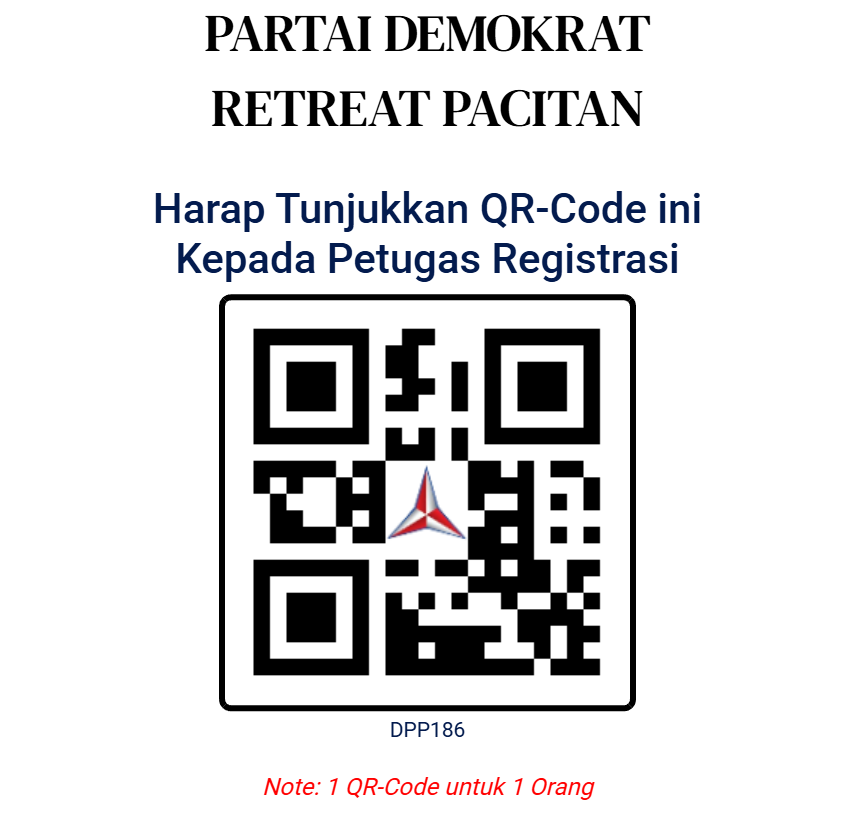 PARTAI DEMOKRAT
RETREAT PACITAN
Harap Tunjukkan QR-Code ini
Kepada Petugas Registrasi
DPP186
Note: 1 QR-Code untuk 1 Orang